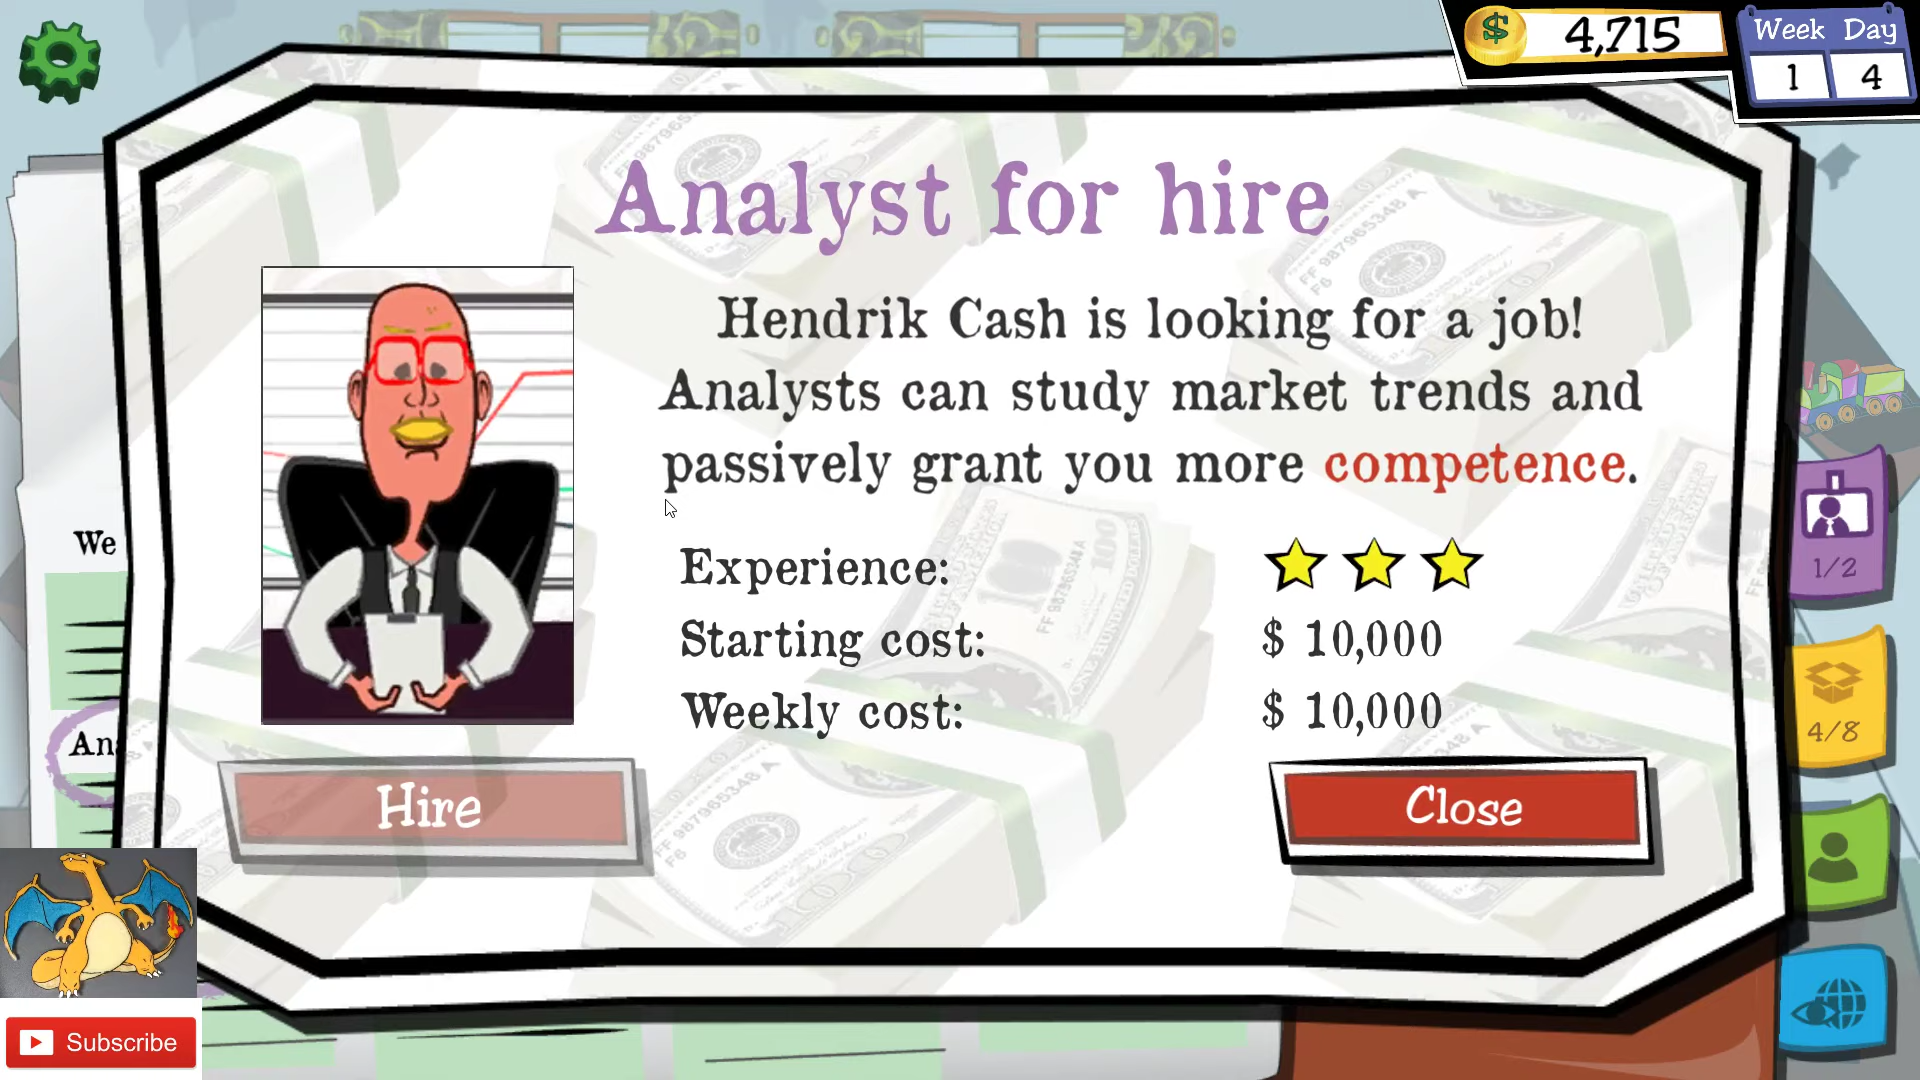 4,715
Week Day
1 4
Analyst for hire
Hendrik Cash is looking for a job!
Analysts can study market trends and
passively grant you more competence.
We
Experience:
1/2
Starting cost: $ 10,000
Weekly cost: $ 10,000
4/8
An
Hire
Close
Subscribe